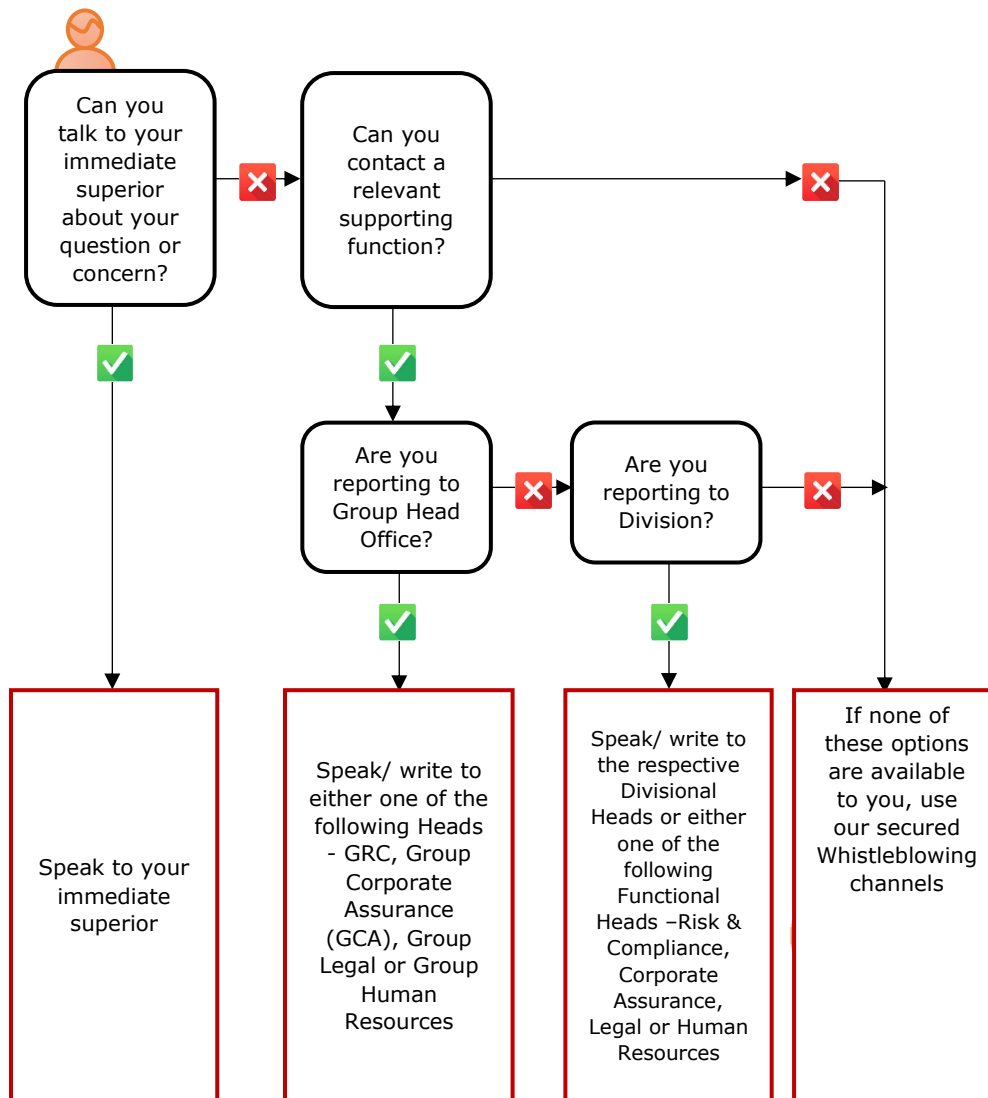 Can you
talk to your
immediate
superior
about your
question or
concern?
Can you
contact a
relevant
supporting
function?
Are you
reporting to
Group Head
Office?
Are you
reporting to
Division?
Speak to your
immediate
superior
Speak/ write to
either one of the
following Heads
- GRC, Group
Corporate
Assurance
(GCA), Group
Legal or Group
Human
Resources
Speak/ write to
the respective
Divisional
Heads or either
one of the
following
Functional
Heads –Risk &
Compliance,
Corporate
Assurance,
Legal or Human
Resources
If none of
these options
are available
to you, use
our secured
Whistleblowing
channels